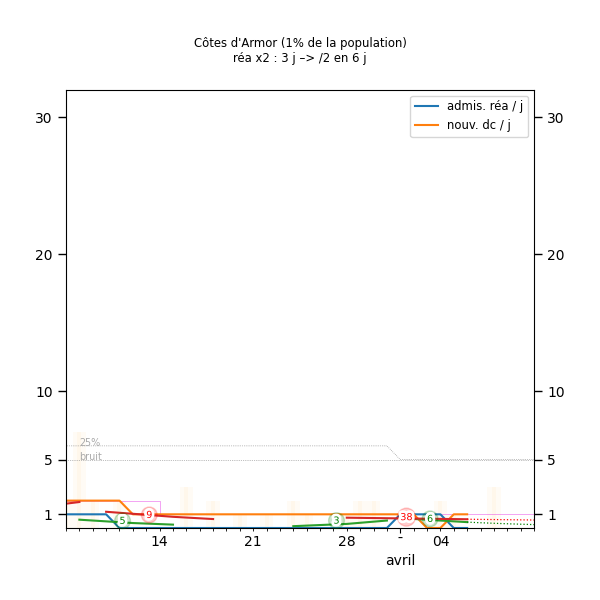 Côtes d'Armor (1% de la population)
réa x2 : 3 j –> /2 en 6 j
admis. réa / j
nouv. dc / j
30 30
20 20
10 10
25%
bruit
5 5
1 1
5 9 3 38 6
14 21 28 - 04
avril